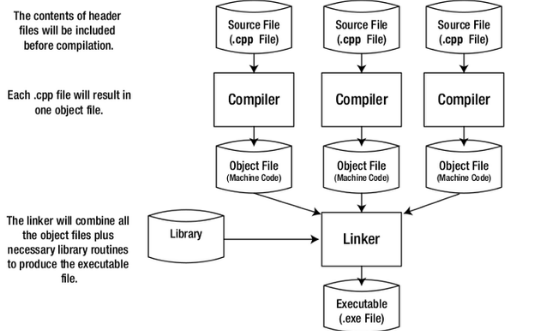 The contents of header
files will be included
before compilation.
Source File
(.cpp File)
Source File
(.cpp File)
Source File
(.cpp File)
Each .cpp file will result in
one object file.
Compiler
Compiler
Compiler
Object File
(Machine Code)
Object File
(Machine Code)
Object File
(Machine Code)
The linker will combine all
the object files plus
necessary library routines
to produce the executable
file.
Library
Linker
Executable
(.exe File)